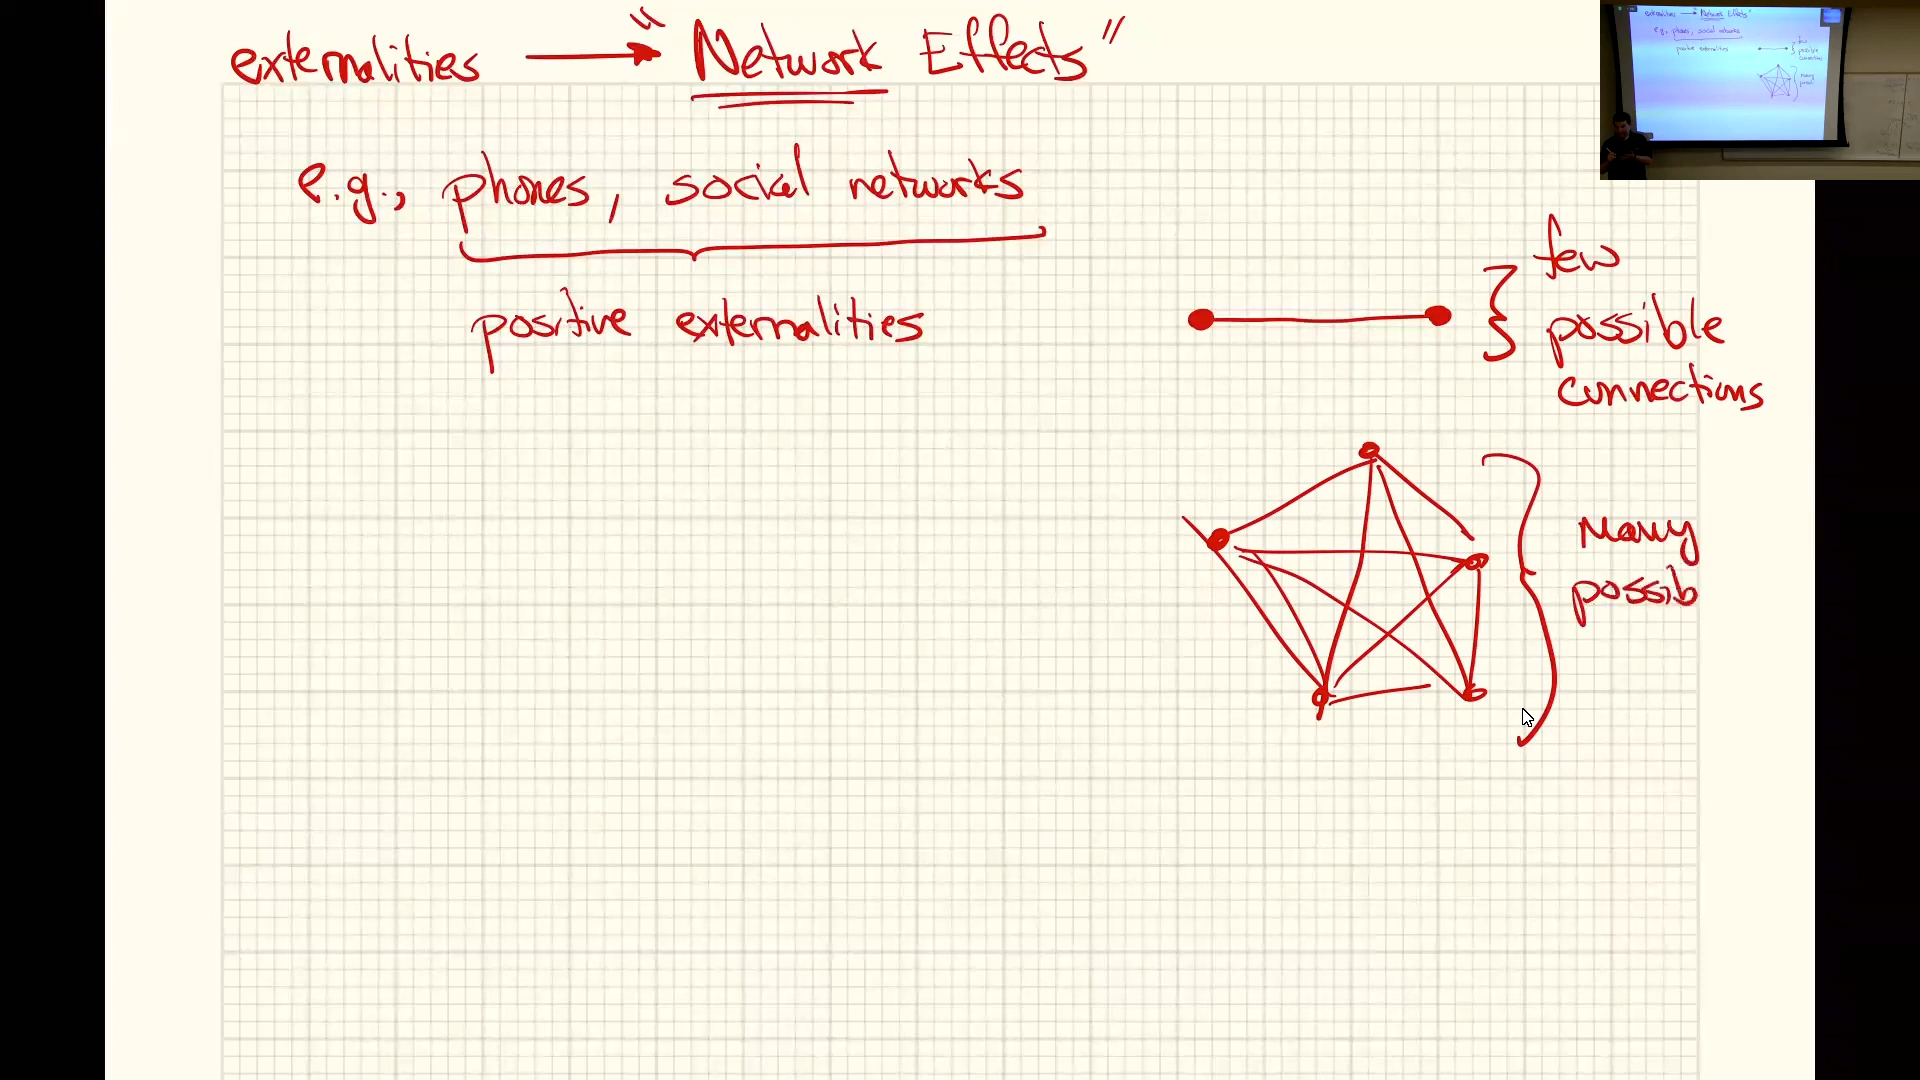 externalities → "Network Effects"
e.g., phones, social networks
positive externalities
few
possible
connections
Many
possib